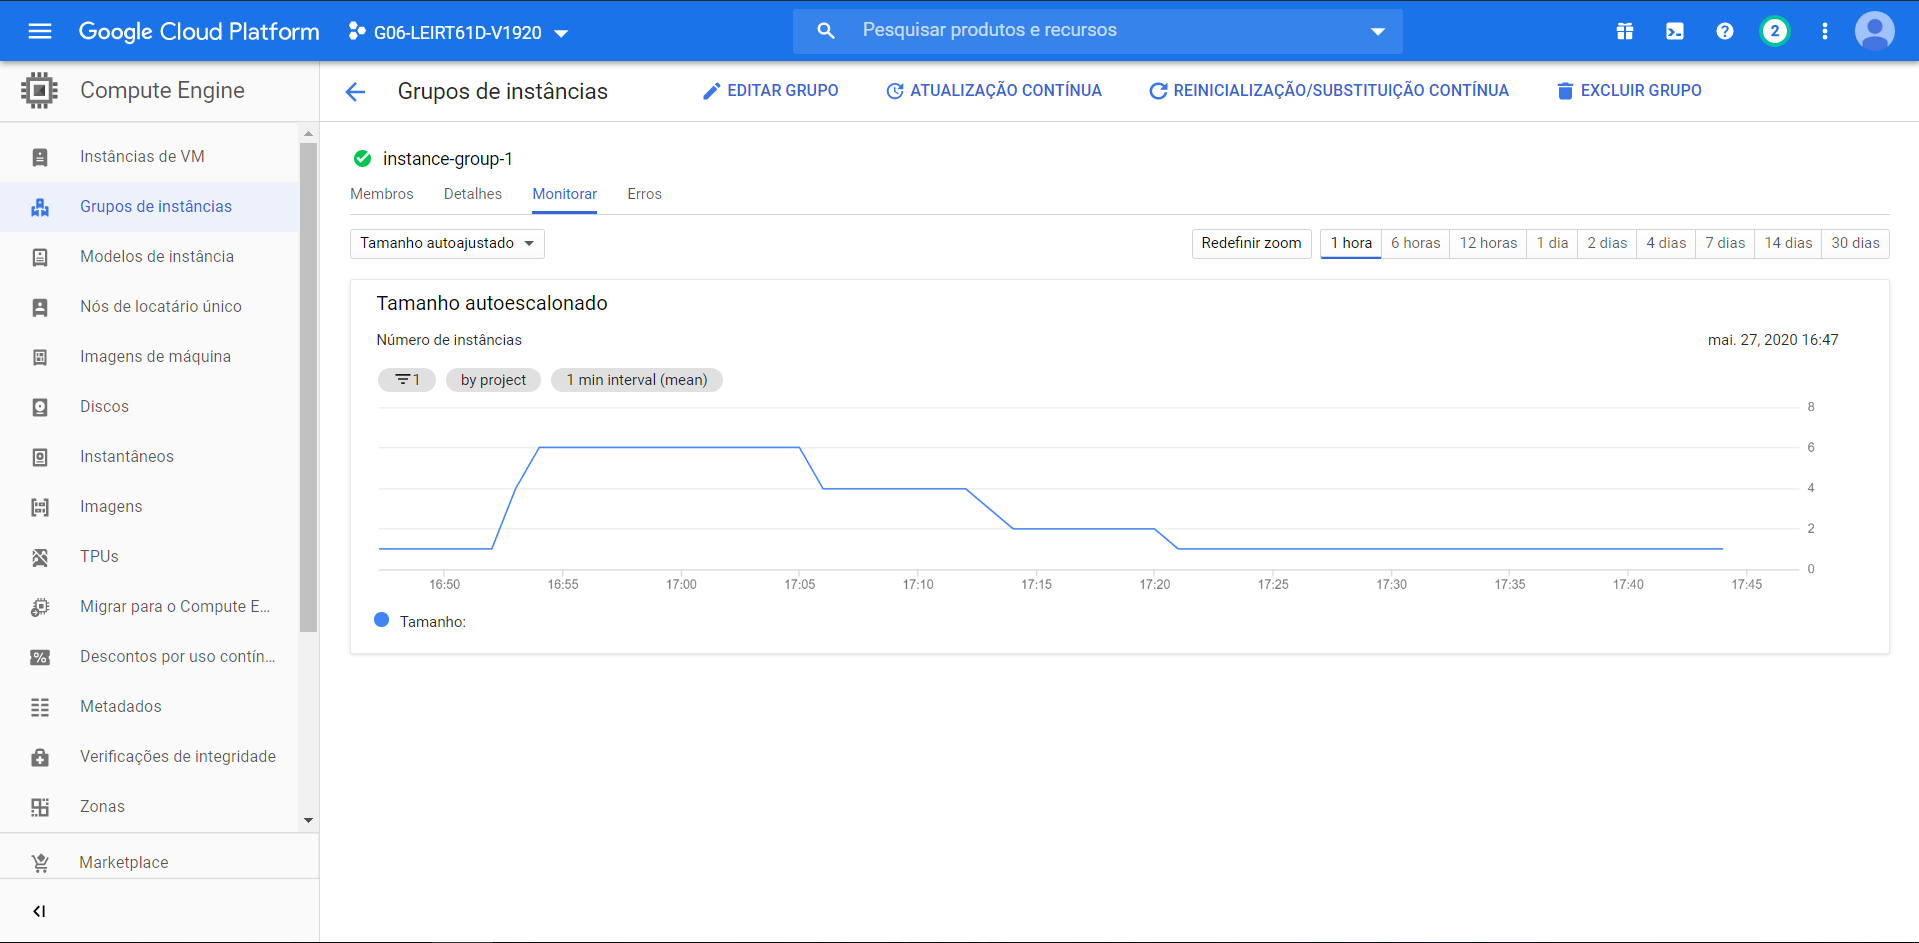 Google Cloud Platform
G06-LEIRT61D-V1920
Pesquisar produtos e recursos
2
Compute Engine
Grupos de instâncias
EDITAR GRUPO
ATUALIZAÇÃO CONTÍNUA
REINICIALIZAÇÃO/SUBSTITUIÇÃO CONTÍNUA
EXCLUIR GRUPO
Instâncias de VM
Grupos de instâncias
Modelos de instância
Nós de locatário único
Imagens de máquina
Discos
Instantâneos
Imagens
TPUs
Migrar para o Compute E...
Descontos por uso contín...
Metadados
Verificações de integridade
Zonas
Marketplace
instance-group-1
Membros Detalhes Monitorar Erros
Tamanho autoajustado
Redefinir zoom 1 hora 6 horas 12 horas 1 dia 2 dias 4 dias 7 dias 14 dias 30 dias
Tamanho autoescalonado
Número de instâncias
mai. 27, 2020 16:47
1 by project 1 min interval (mean)
8
6
4
2
0
16:50 16:55 17:00 17:05 17:10 17:15 17:20 17:25 17:30 17:35 17:40 17:45
Tamanho: